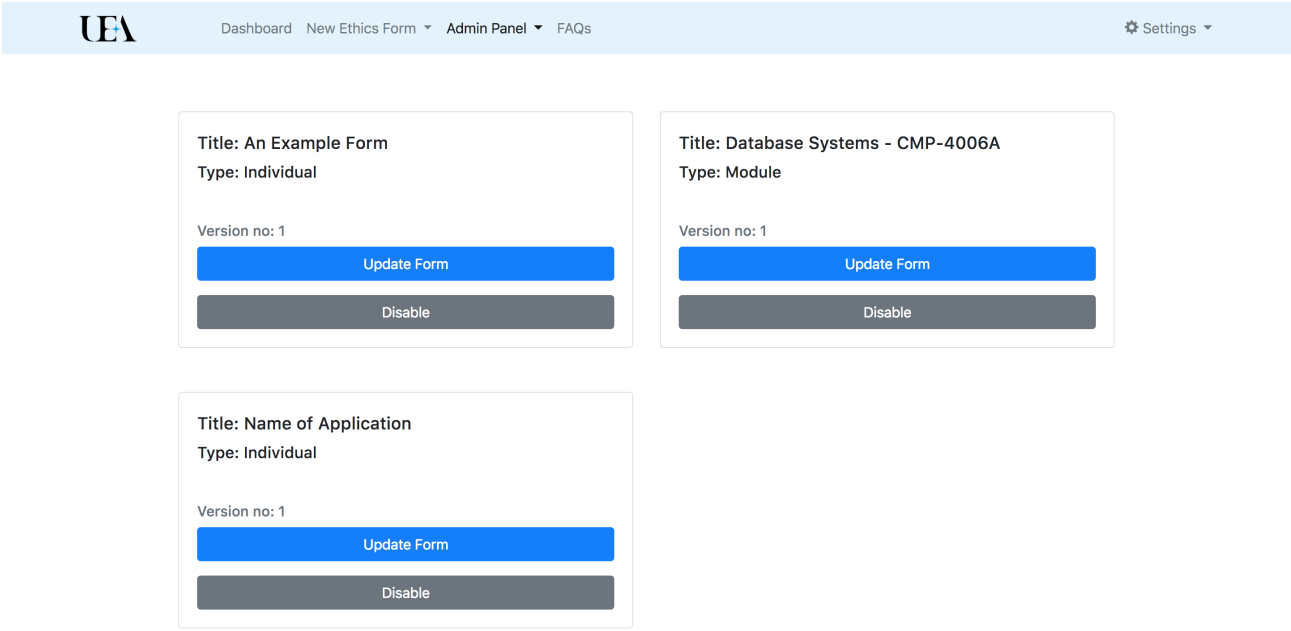 UEA
Dashboard New Ethics Form Admin Panel FAQs Settings
Title: An Example Form
Type: Individual
Version no: 1
Update Form
Disable
Title: Database Systems - CMP-4006A
Type: Module
Version no: 1
Update Form
Disable
Title: Name of Application
Type: Individual
Version no: 1
Update Form
Disable